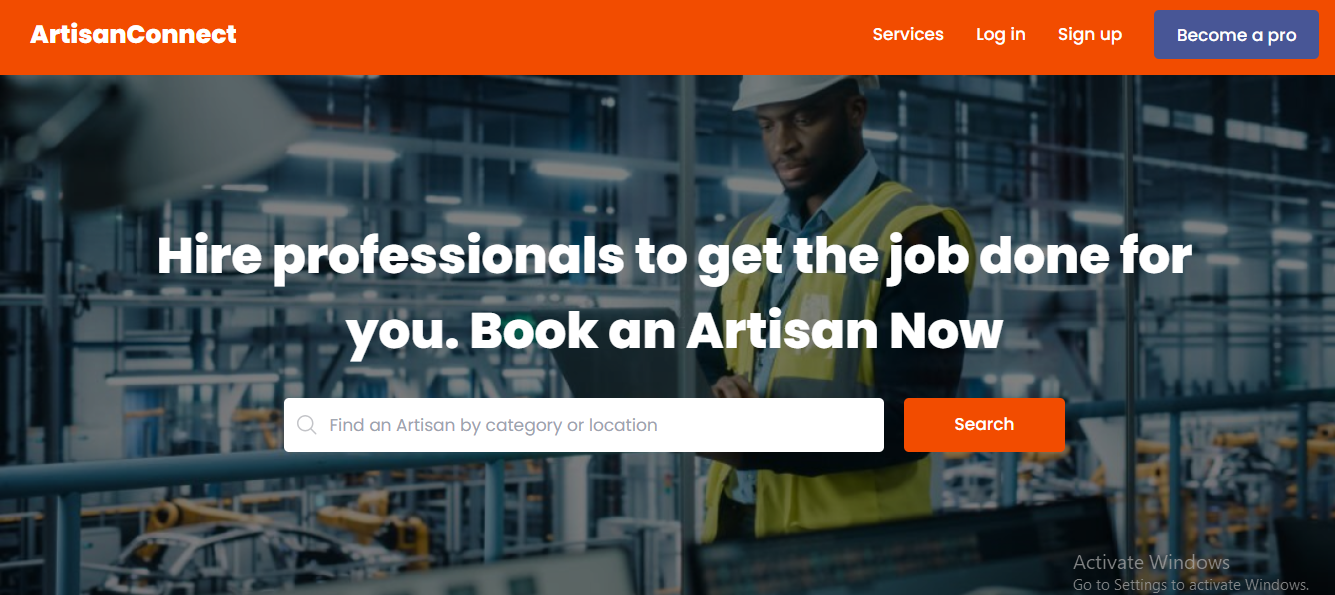 ArtisanConnect
Services
Log in
Sign up
Become a pro
Hire professionals to get the job done for
you. Book an Artisan Now
Find an Artisan by category or location
Search
Activate Windows
Go to Settings to activate Windows.